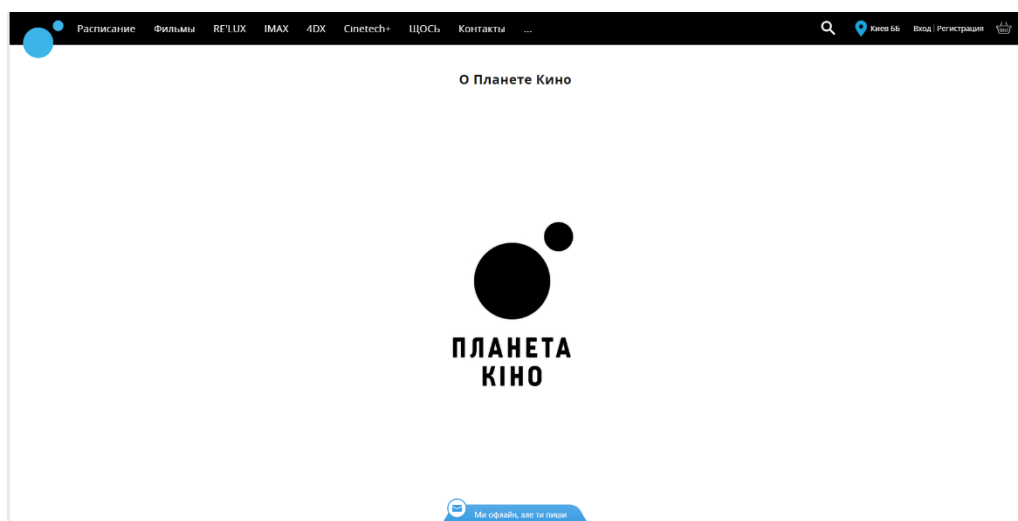 Расписание Фильмы RE'LUX IMAX 4DX Cinetech+ ЩОСЬ Контакты ... Киев ББ Вход | Регистрация
О Планете Кино
ПЛАНЕТА
КІНО
Ми офлайн, але ти пиши